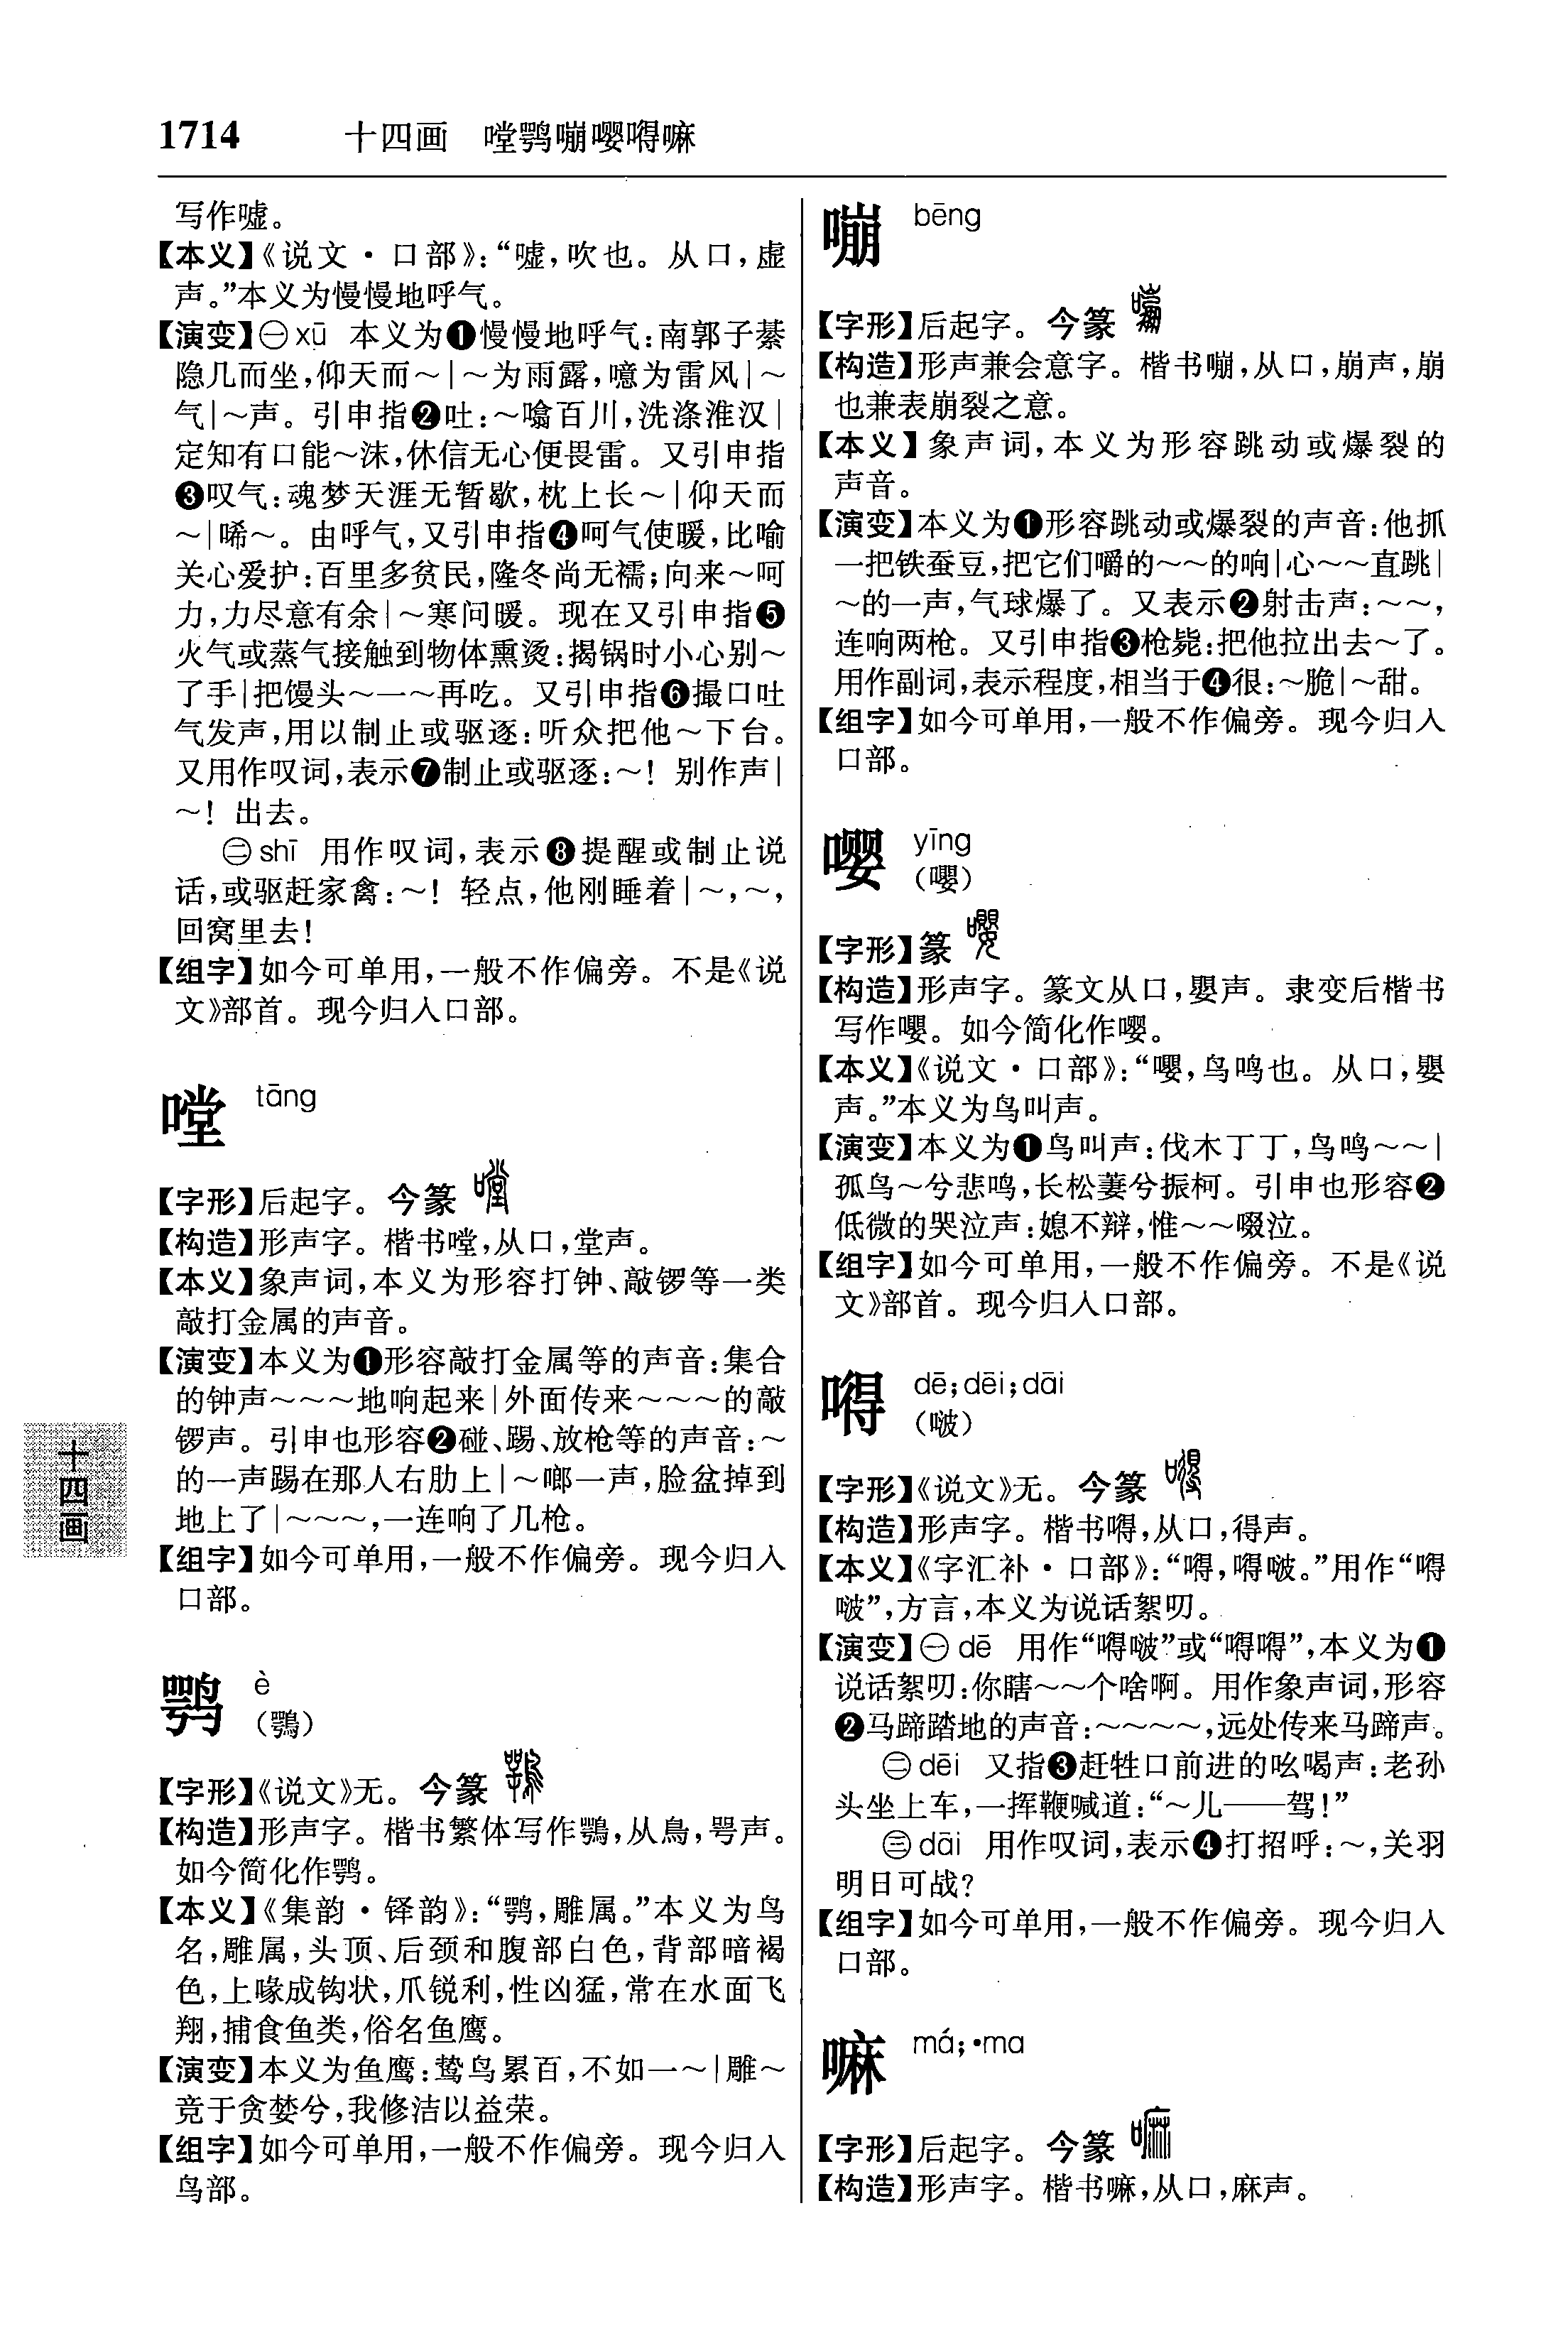 1714 十四画 嘡鹗嘣嘤嘚嘛
写作嘘。
【本义】《说文·口部》：“嘘，吹也。从口，虚
声。”本义为慢慢地呼气。
【演变】㊀xū 本义为❶慢慢地呼气：南郭子綦
隐几而坐，仰天而～|～为雨露，噫为雷风|～
气|～声。引申指❷吐：～噏百川，洗涤淮汉|
定知有口能～沫，休信无心便畏雷。又引申指
❸叹气：魂梦天涯无暂歇，枕上长～|仰天而
～|唏～。由呼气，又引申指❹呵气使暖，比喻
关心爱护：百里多贫民，隆冬尚无襦；向来～呵
力，力尽意有余|～寒问暖。现在又引申指❺
火气或蒸气接触到物体熏烫：揭锅时小心别～
了手|把馒头～一～再吃。又引申指❻撮口吐
气发声，用以制止或驱逐：听众把他～下台。
又用作叹词，表示❼制止或驱逐：～！别作声|
～！出去。
㊁shī 用作叹词，表示❽提醒或制止说
话，或驱赶家禽：～！轻点，他刚睡着|～，～，
回窝里去！
【组字】如今可单用，一般不作偏旁。不是《说
文》部首。现今归入口部。
嘡 tāng
【字形】后起字。今篆
【构造】形声字。楷书嘡，从口，堂声。
【本义】象声词，本义为形容打钟、敲锣等一类
敲打金属的声音。
【演变】本义为❶形容敲打金属等的声音：集合
的钟声～～～地响起来|外面传来～～～的敲
锣声。引申也形容❷碰、踢、放枪等的声音：～
的一声踢在那人右肋上|～啷一声，脸盆掉到
地上了|～～～，一连响了几枪。
【组字】如今可单用，一般不作偏旁。现今归入
口部。
鹗 è
（鶚）
【字形】《说文》无。今篆
【构造】形声字。楷书繁体写作鶚，从鳥，咢声。
如今简化作鹗。
【本义】《集韵·铎韵》：“鹗，雕属。”本义为鸟
名，雕属，头顶、后颈和腹部白色，背部暗褐
色，上喙成钩状，爪锐利，性凶猛，常在水面飞
翔，捕食鱼类，俗名鱼鹰。
【演变】本义为鱼鹰：鸷鸟累百，不如一～|雕～
竞于贪婪兮，我修洁以益荣。
【组字】如今可单用，一般不作偏旁。现今归入
鸟部。
嘣 bēng
【字形】后起字。今篆
【构造】形声兼会意字。楷书嘣，从口，崩声，崩
也兼表崩裂之意。
【本义】象声词，本义为形容跳动或爆裂的
声音。
【演变】本义为❶形容跳动或爆裂的声音：他抓
一把铁蚕豆，把它们嚼的～～的响|心～～直跳|
～的一声，气球爆了。又表示❷射击声：～～，
连响两枪。又引申指❸枪毙：把他拉出去～了。
用作副词，表示程度，相当于❹很：～脆|～甜。
【组字】如今可单用，一般不作偏旁。现今归入
口部。
嘤 yīng
（嚶）
【字形】篆
【构造】形声字。篆文从口，嬰声。隶变后楷书
写作嚶。如今简化作嘤。
【本义】《说文·口部》：“嚶，鸟鸣也。从口，嬰
声。”本义为鸟叫声。
【演变】本义为❶鸟叫声：伐木丁丁，鸟鸣～～|
孤鸟～兮悲鸣，长松萋兮振柯。引申也形容❷
低微的哭泣声：媳不辩，惟～～啜泣。
【组字】如今可单用，一般不作偏旁。不是《说
文》部首。现今归入口部。
嘚 dē；dēi；dāi
（啵）
【字形】《说文》无。今篆
【构造】形声字。楷书嘚，从口，得声。
【本义】《字汇补·口部》：“嘚，嘚啵。”用作“嘚
啵”，方言，本义为说话絮叨。
【演变】㊀dē 用作“嘚啵”或“嘚嘚”，本义为❶
说话絮叨：你瞎～～个啥啊。用作象声词，形容
❷马蹄踏地的声音：～～～～，远处传来马蹄声。
㊁dēi 又指❸赶牲口前进的吆喝声：老孙
头坐上车，一挥鞭喊道：“～儿——驾！”
㊂dāi 用作叹词，表示❹打招呼：～，关羽
明日可战？
【组字】如今可单用，一般不作偏旁。现今归入
口部。
嘛 má；·ma
【字形】后起字。今篆
【构造】形声字。楷书嘛，从口，麻声。
十四画